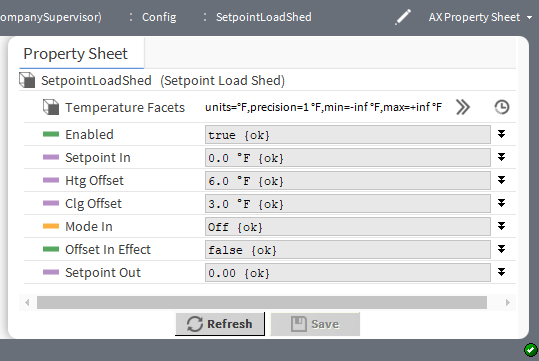 ompanySupervisor) : Config : SetpointLoadShed AX Property Sheet
Property Sheet
SetpointLoadShed (Setpoint Load Shed)
Temperature Facets units=°F,precision=1 °F,min=-inf °F,max=+inf °F
Enabled true {ok}
Setpoint In 0.0 °F {ok}
Htg Offset 6.0 °F {ok}
Clg Offset 3.0 °F {ok}
Mode In Off {ok}
Offset In Effect false {ok}
Setpoint Out 0.00 {ok}
Refresh Save